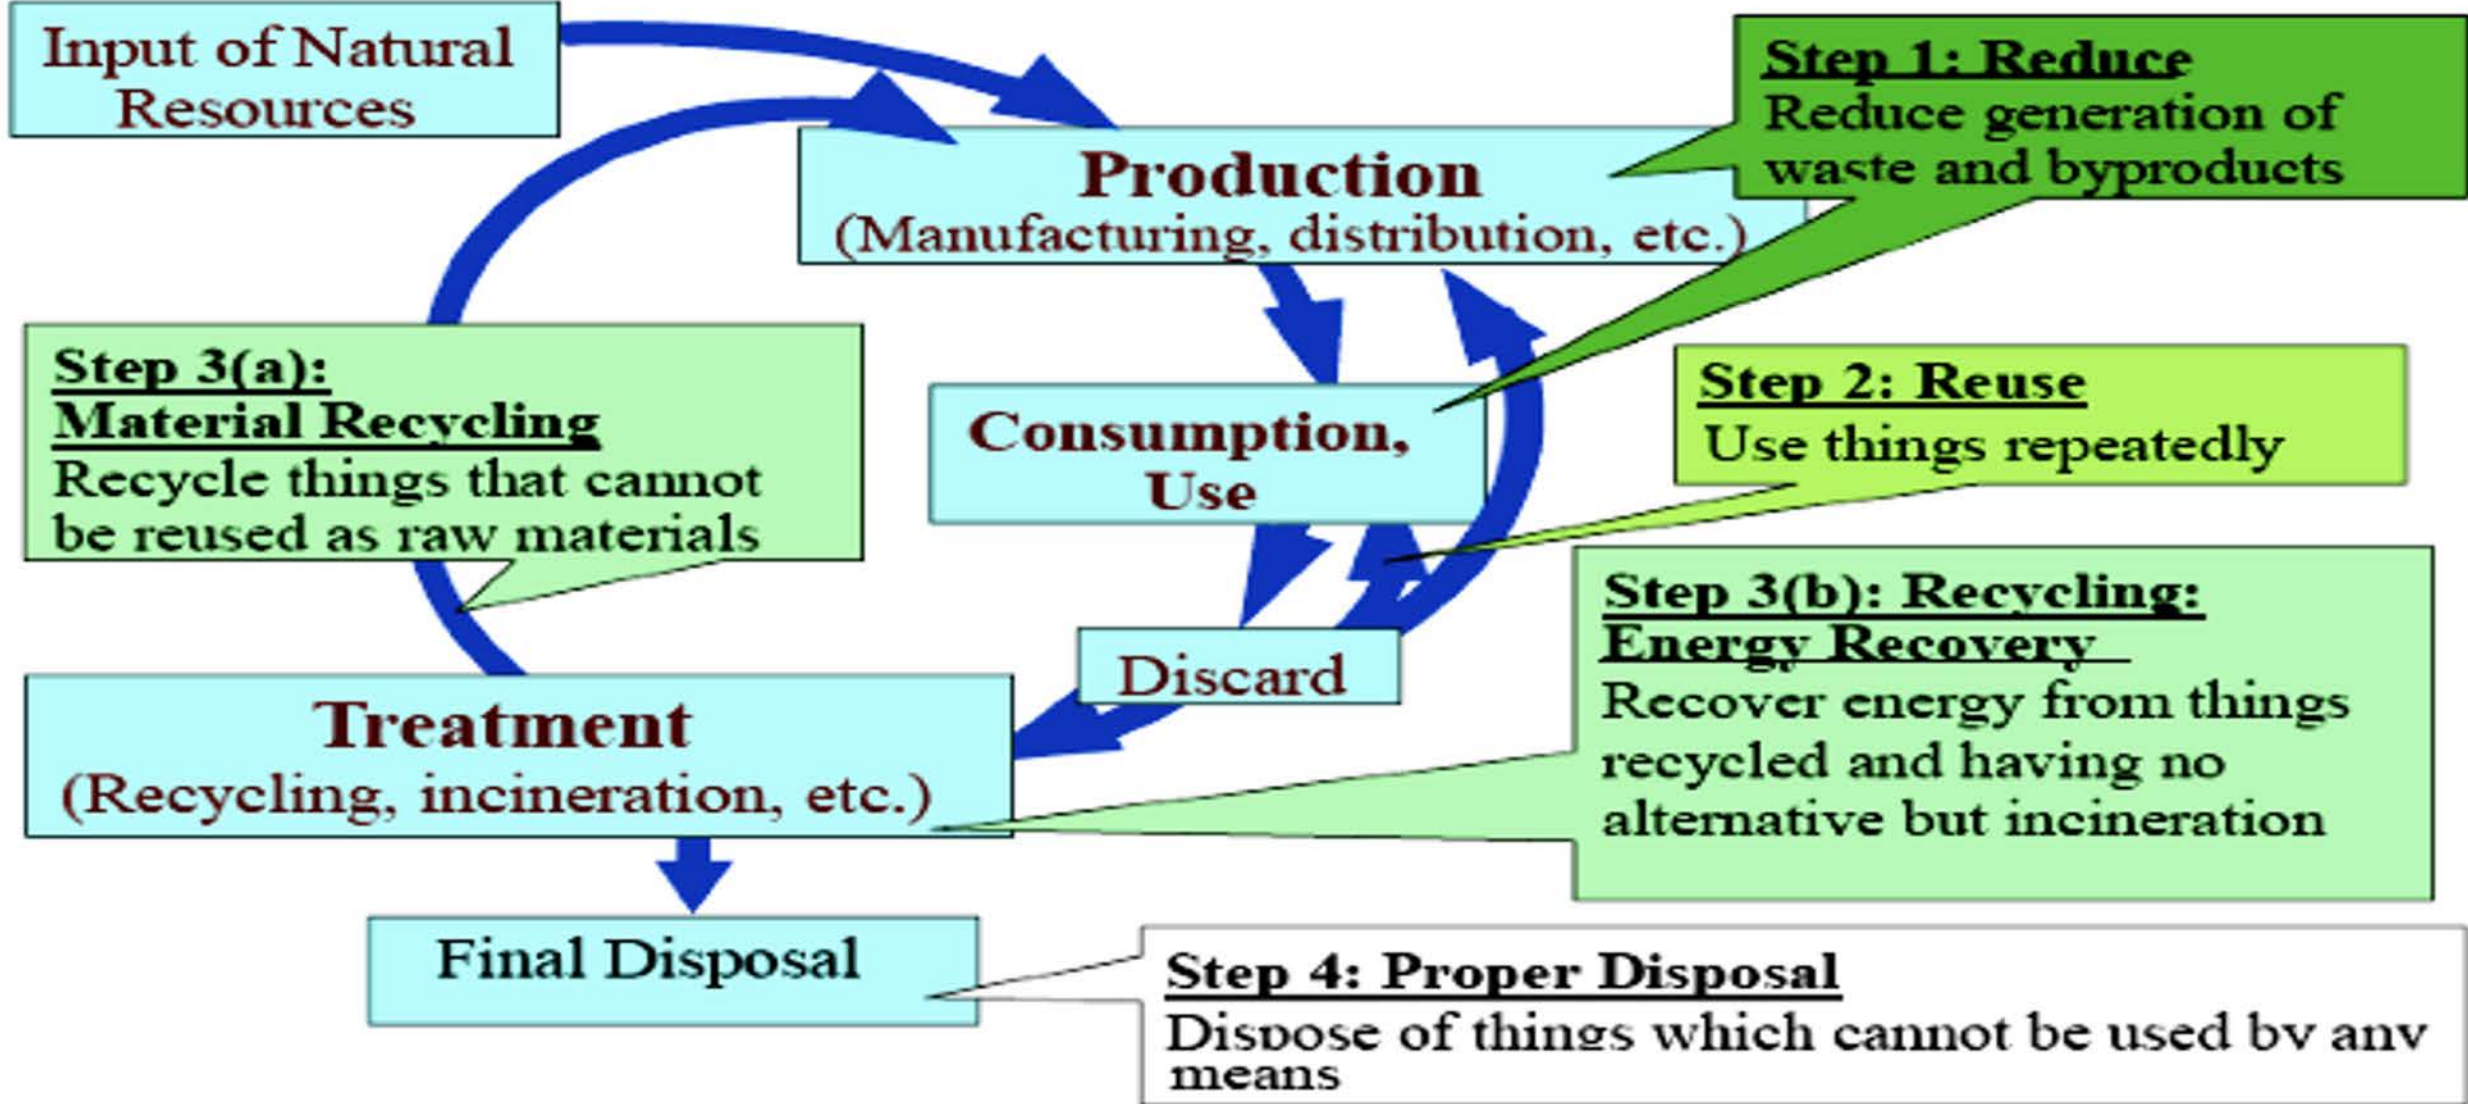 Input of Natural
Resources
Step 1: Reduce
Reduce generation of
waste and byproducts
Production
(Manufacturing, distribution, etc.)
Step 3(a):
Material Recycling
Recycle things that cannot
be reused as raw materials
Consumption,
Use
Step 2: Reuse
Use things repeatedly
Discard
Step 3(b): Recycling:
Energy Recovery
Recover energy from things
recycled and having no
alternative but incineration
Treatment
(Recycling, incineration, etc.)
Final Disposal
Step 4: Proper Disposal
Dispose of things which cannot be used by any
means